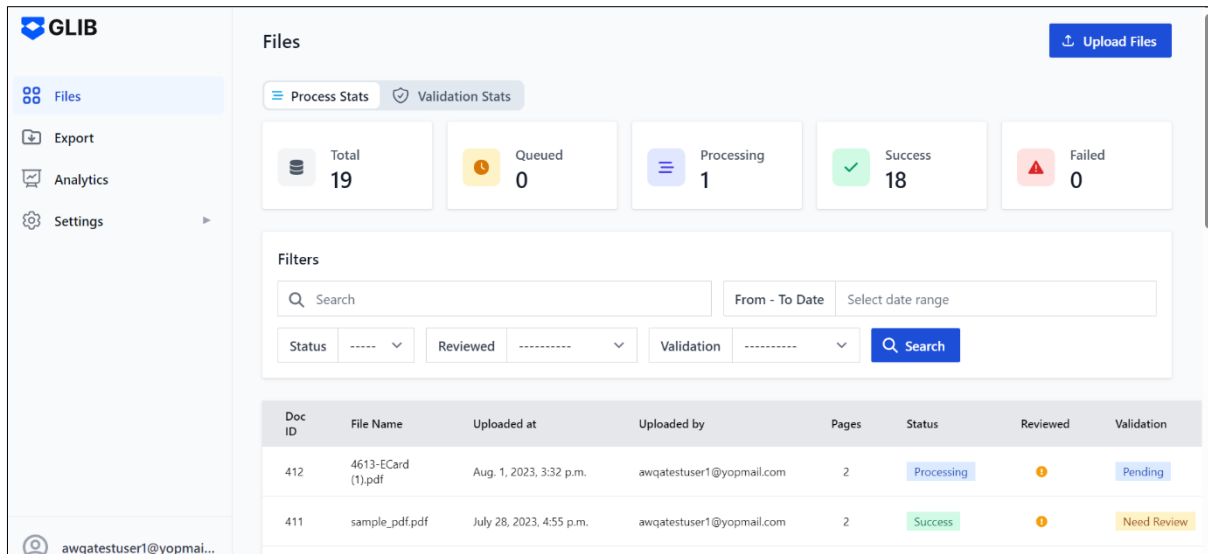 GLIB
Files
Export
Analytics
Settings
awqatestuser1@yopmai...
Files
Upload Files
Process Stats
Validation Stats
Total
19
Queued
0
Processing
1
Success
18
Failed
0
Filters
Search
From - To Date
Select date range
Status -----
Reviewed ----------
Validation ----------
Search
Doc ID File Name Uploaded at Uploaded by Pages Status Reviewed Validation
412 4613-ECard (1).pdf Aug. 1, 2023, 3:32 p.m. awqatestuser1@yopmail.com 2 Processing Pending
411 sample_pdf.pdf July 28, 2023, 4:55 p.m. awqatestuser1@yopmail.com 2 Success Need Review